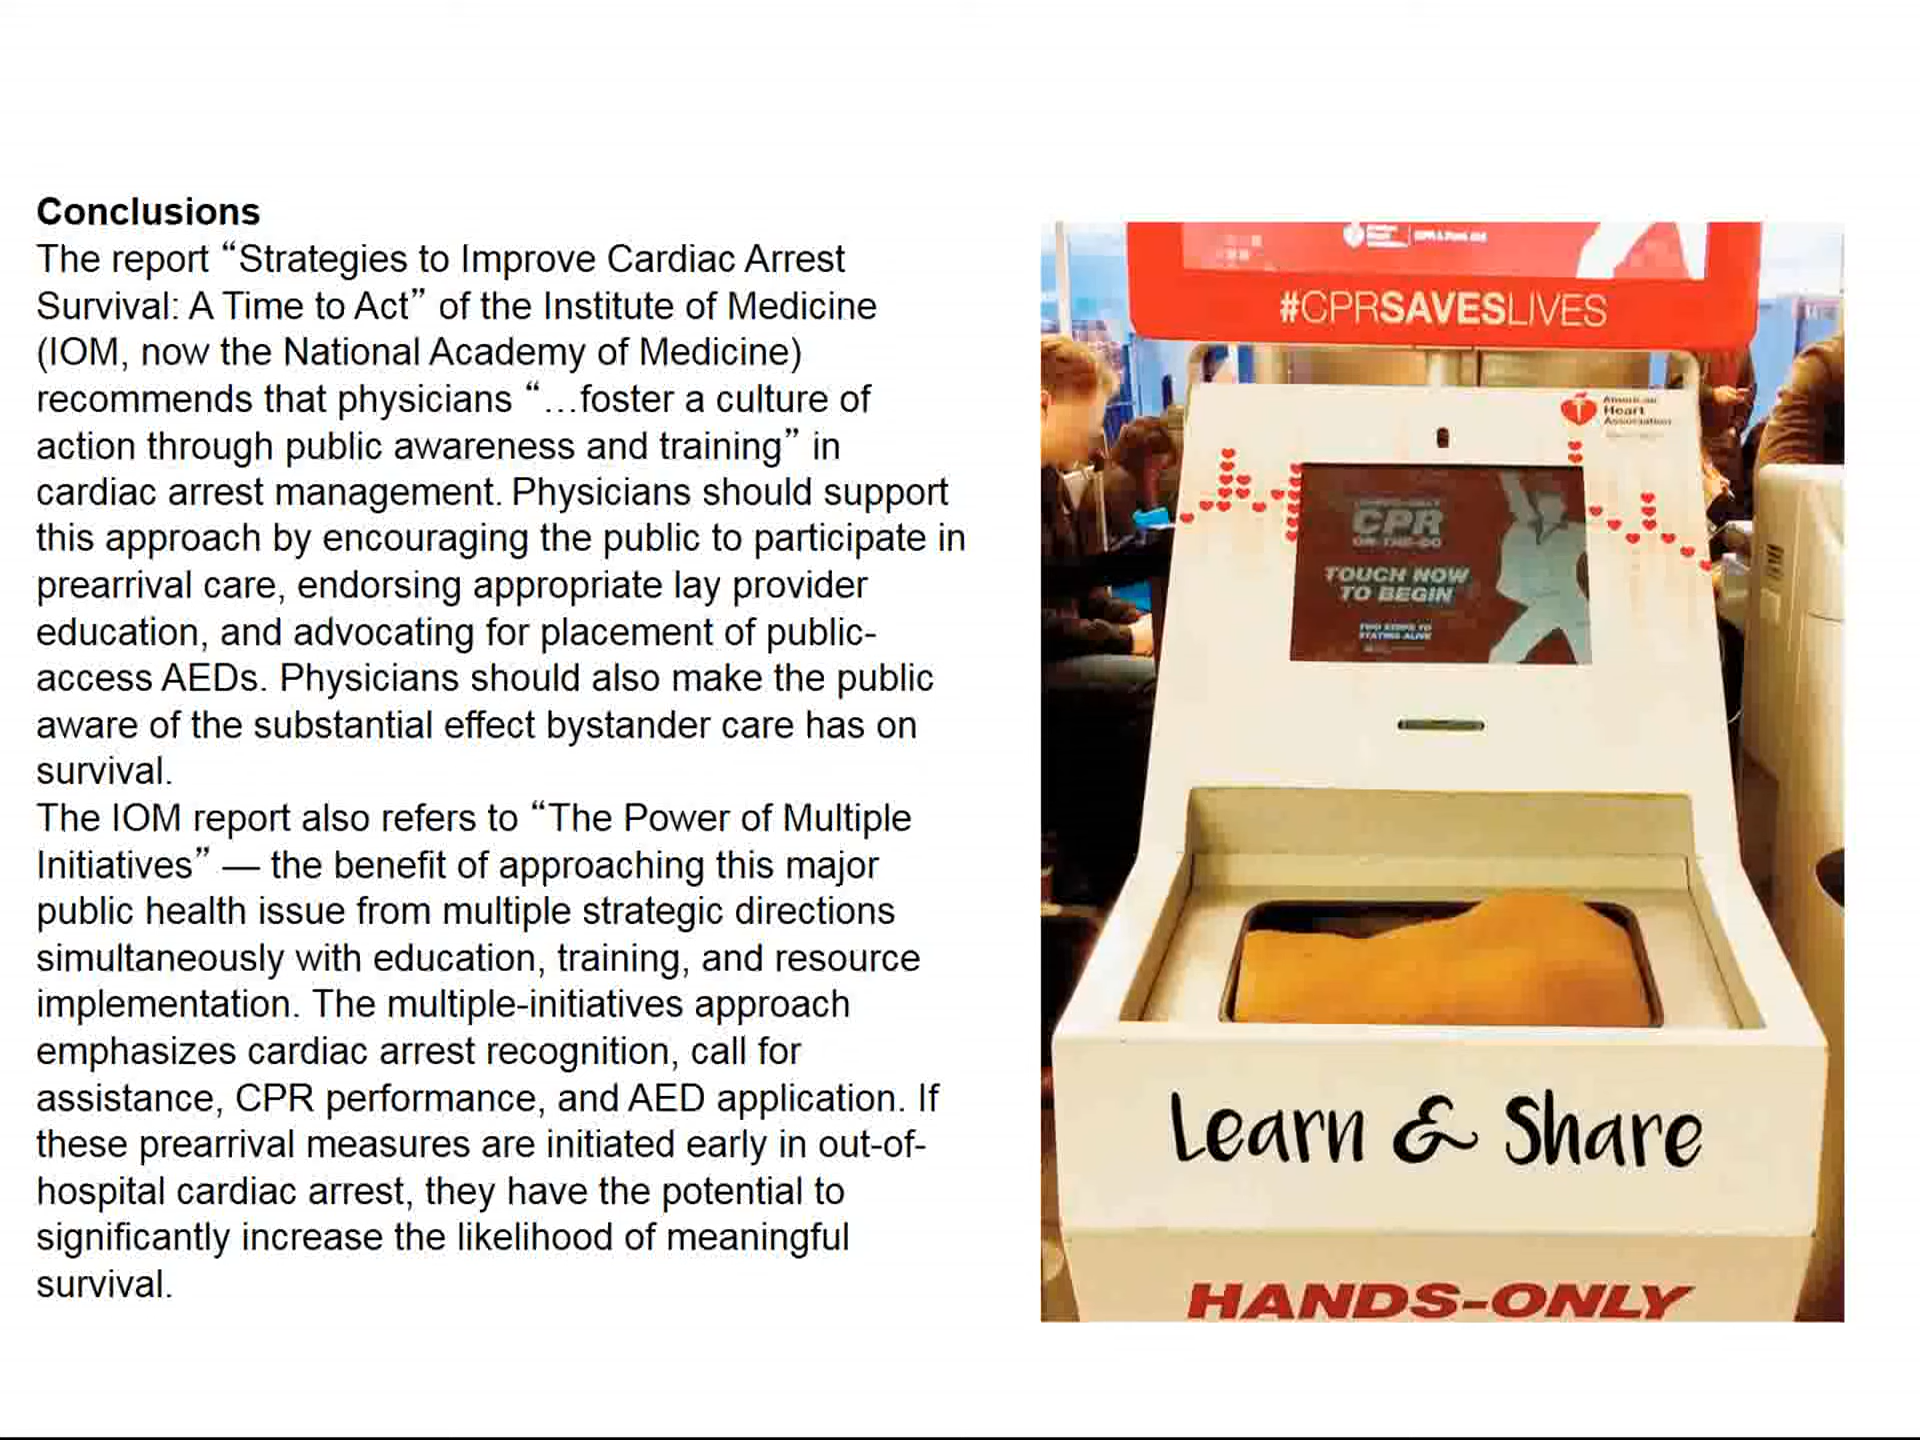 Conclusions
The report “Strategies to Improve Cardiac Arrest
Survival: A Time to Act” of the Institute of Medicine
(IOM, now the National Academy of Medicine)
recommends that physicians “…foster a culture of
action through public awareness and training” in
cardiac arrest management. Physicians should support
this approach by encouraging the public to participate in
prearrival care, endorsing appropriate lay provider
education, and advocating for placement of public-
access AEDs. Physicians should also make the public
aware of the substantial effect bystander care has on
survival.
The IOM report also refers to “The Power of Multiple
Initiatives” — the benefit of approaching this major
public health issue from multiple strategic directions
simultaneously with education, training, and resource
implementation. The multiple-initiatives approach
emphasizes cardiac arrest recognition, call for
assistance, CPR performance, and AED application. If
these prearrival measures are initiated early in out-of-
hospital cardiac arrest, they have the potential to
significantly increase the likelihood of meaningful
survival.
#CPRSAVESLIVES
American
Heart
Association
CPR
ON-THE-GO
TOUCH NOW
TO BEGIN
TWO STEPS TO
STAYING ALIVE
Learn & Share
HANDS-ONLY